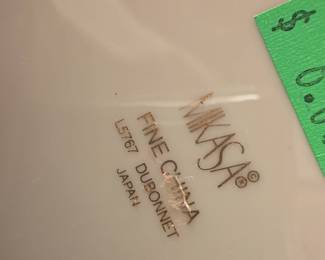 MIKASA®©
FINE CHINA
L5767 DUBONNET
JAPAN
$